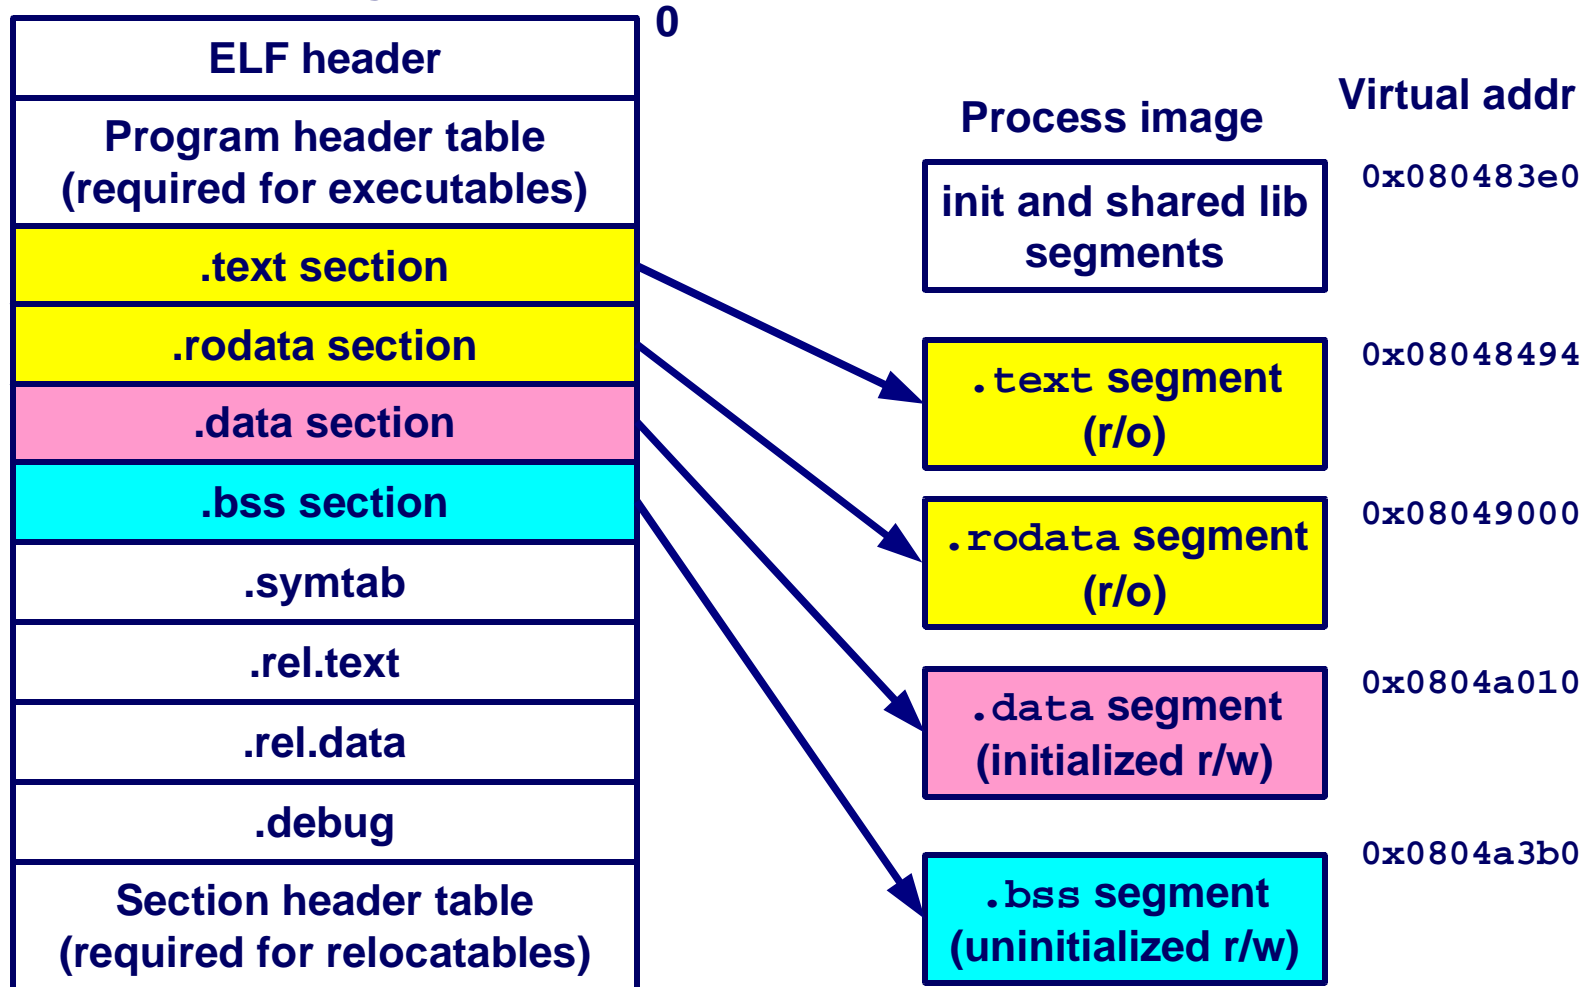 0
ELF header
Program header table
(required for executables)
.text section
.rodata section
.data section
.bss section
.symtab
.rel.text
.rel.data
.debug
Section header table
(required for relocatables)
Process image
Virtual addr
init and shared lib
segments
0x080483e0
.text segment
(r/o)
0x08048494
.rodata segment
(r/o)
0x08049000
.data segment
(initialized r/w)
0x0804a010
.bss segment
(uninitialized r/w)
0x0804a3b0